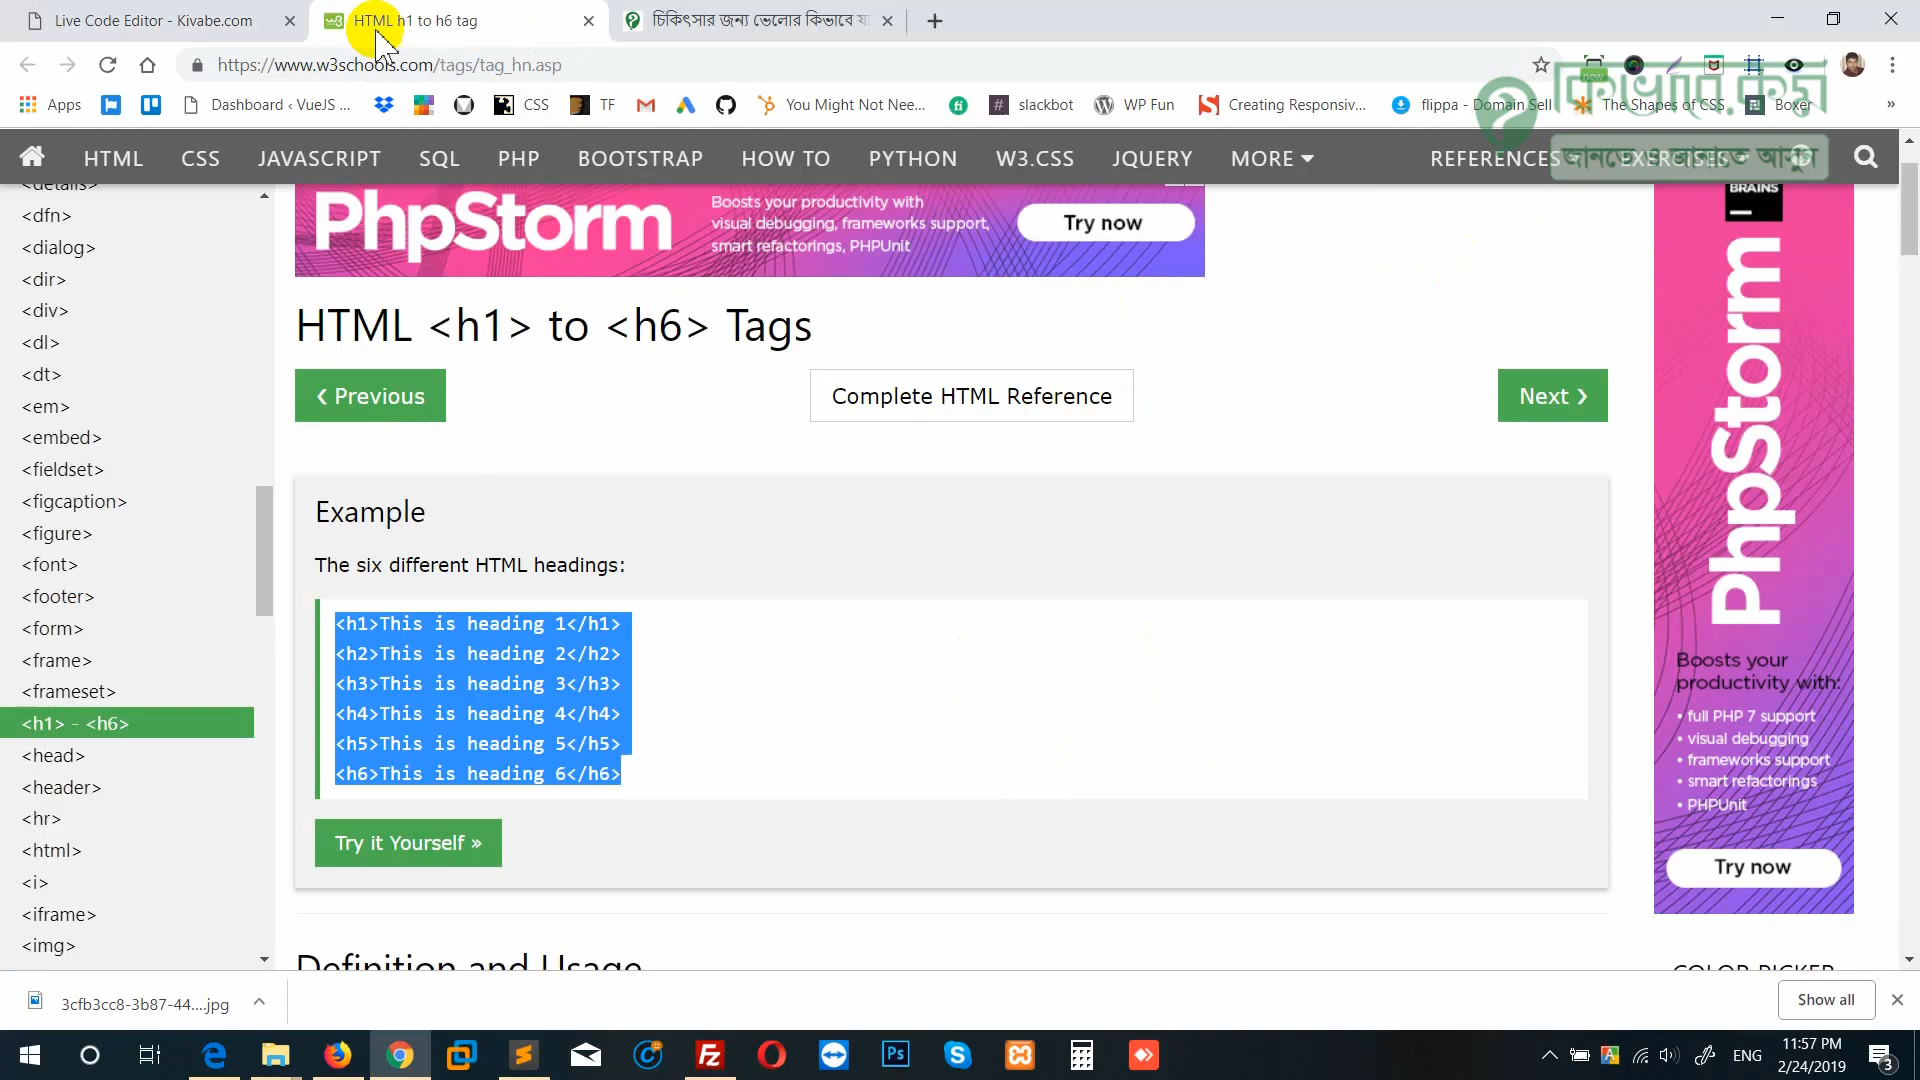 Live Code Editor - Kivabe.com
HTML h1 to h6 tag
চিকিৎসার জন্য ভেলোর কিভাবে যা
https://www.w3schools.com/tags/tag_hn.asp
new
Apps
Dashboard ‹ VueJS ...
CSS
TF
You Might Not Nee...
slackbot
WP Fun
Creating Responsiv...
flippa - Domain Sell
The Shapes of CSS
Boxer
»
কিভাবে.কম
জানতে ও জানাতে আসুন
HTML
CSS
JAVASCRIPT
SQL
PHP
BOOTSTRAP
HOW TO
PYTHON
W3.CSS
JQUERY
MORE
REFERENCES
EXERCISES
<details>
<dfn>
<dialog>
<dir>
<div>
<dl>
<dt>
<em>
<embed>
<fieldset>
<figcaption>
<figure>
<font>
<footer>
<form>
<frame>
<frameset>
<h1> - <h6>
<head>
<header>
<hr>
<html>
<i>
<iframe>
<img>
PhpStorm
Boosts your productivity with
visual debugging, frameworks support,
smart refactorings, PHPUnit
Try now
HTML <h1> to <h6> Tags
❮ Previous
Complete HTML Reference
Next ❯
Example
The six different HTML headings:
<h1>This is heading 1</h1>
<h2>This is heading 2</h2>
<h3>This is heading 3</h3>
<h4>This is heading 4</h4>
<h5>This is heading 5</h5>
<h6>This is heading 6</h6>
Try it Yourself »
Definition and Usage
BRAINS
PhpStorm
Boosts your
productivity with:
• full PHP 7 support
• visual debugging
• frameworks support
• smart refactorings
• PHPUnit
Try now
COLOR PICKER
3cfb3cc8-3b87-44....jpg
Show all
ENG
11:57 PM
2/24/2019
3